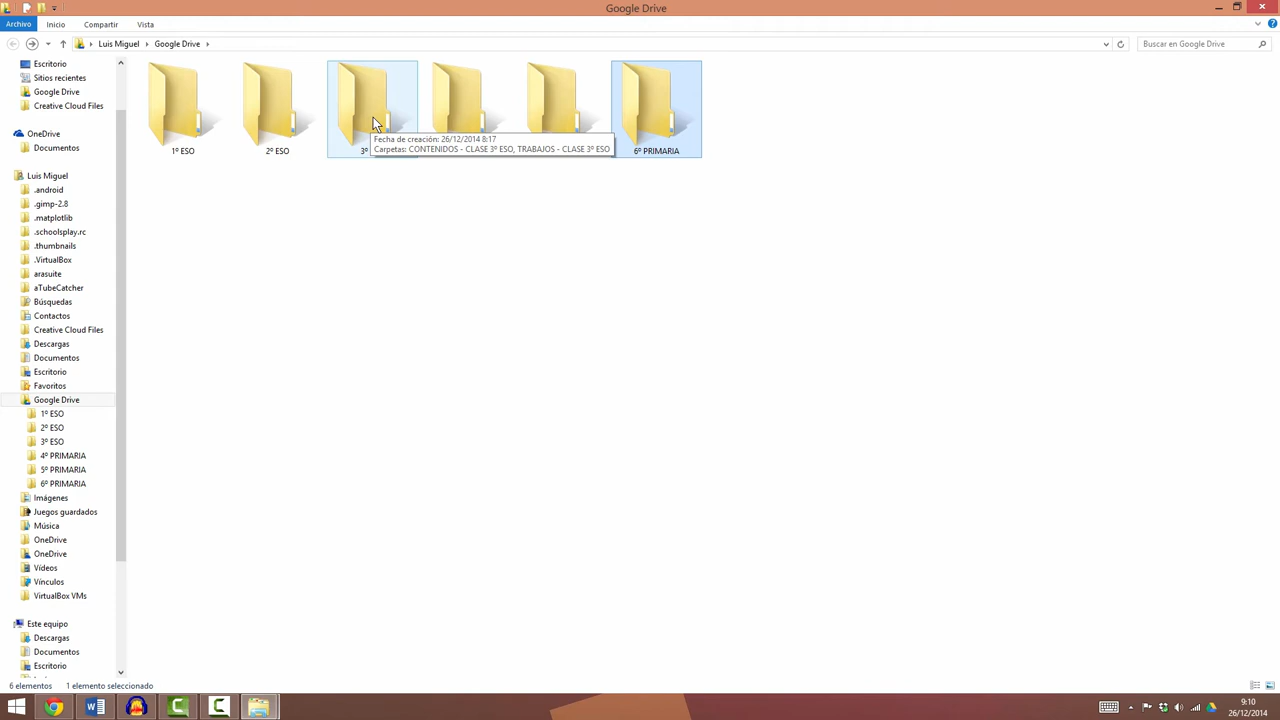 Google Drive
Archivo Inicio Compartir Vista
Luis Miguel Google Drive
Buscar en Google Drive
Escritorio
Sitios recientes
Google Drive
Creative Cloud Files
OneDrive
Documentos
Luis Miguel
.android
.gimp-2.8
.matplotlib
.schoolsplay.rc
.thumbnails
.VirtualBox
arasuite
aTubeCatcher
Búsquedas
Contactos
Creative Cloud Files
Descargas
Documentos
Escritorio
Favoritos
Google Drive
1º ESO
2º ESO
3º ESO
4º PRIMARIA
5º PRIMARIA
6º PRIMARIA
Imágenes
Juegos guardados
Música
OneDrive
OneDrive
Vídeos
Vínculos
VirtualBox VMs
Este equipo
Descargas
Documentos
Escritorio
1º ESO 2º ESO 3º 6º PRIMARIA
Fecha de creación: 26/12/2014 8:17
Carpetas: CONTENIDOS - CLASE 3º ESO, TRABAJOS - CLASE 3º ESO
6 elementos 1 elemento seleccionado
9:10
26/12/2014